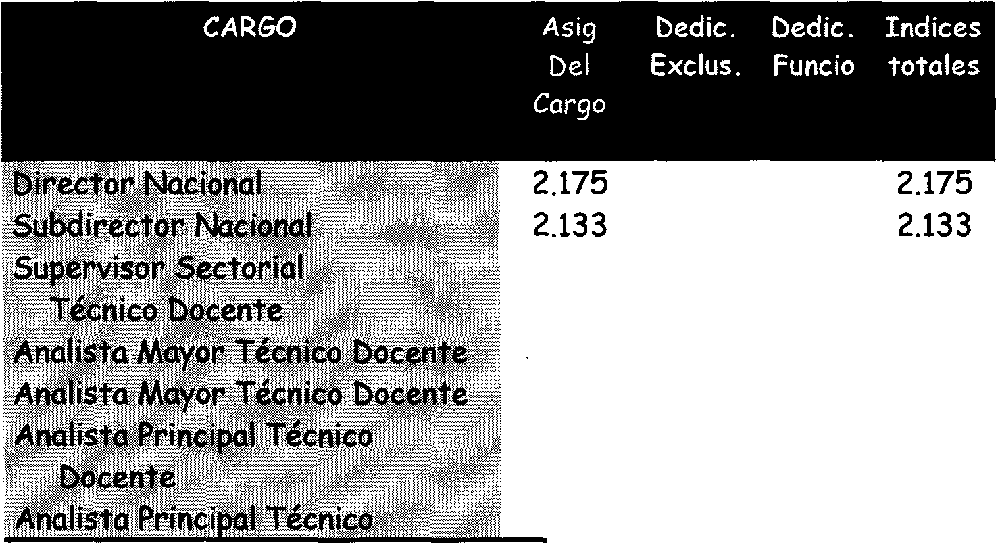 CARGO Asig Dedic. Dedic. Indices
Del Exclus. Funcio totales
Cargo
Director Nacional 2.175 2.175
Subdirector Nacional 2.133 2.133
Supervisor Sectorial
Técnico Docente
Analista Mayor Técnico Docente
Analista Mayor Técnico Docente
Analista Principal Técnico
Docente
Analista Principal Técnico